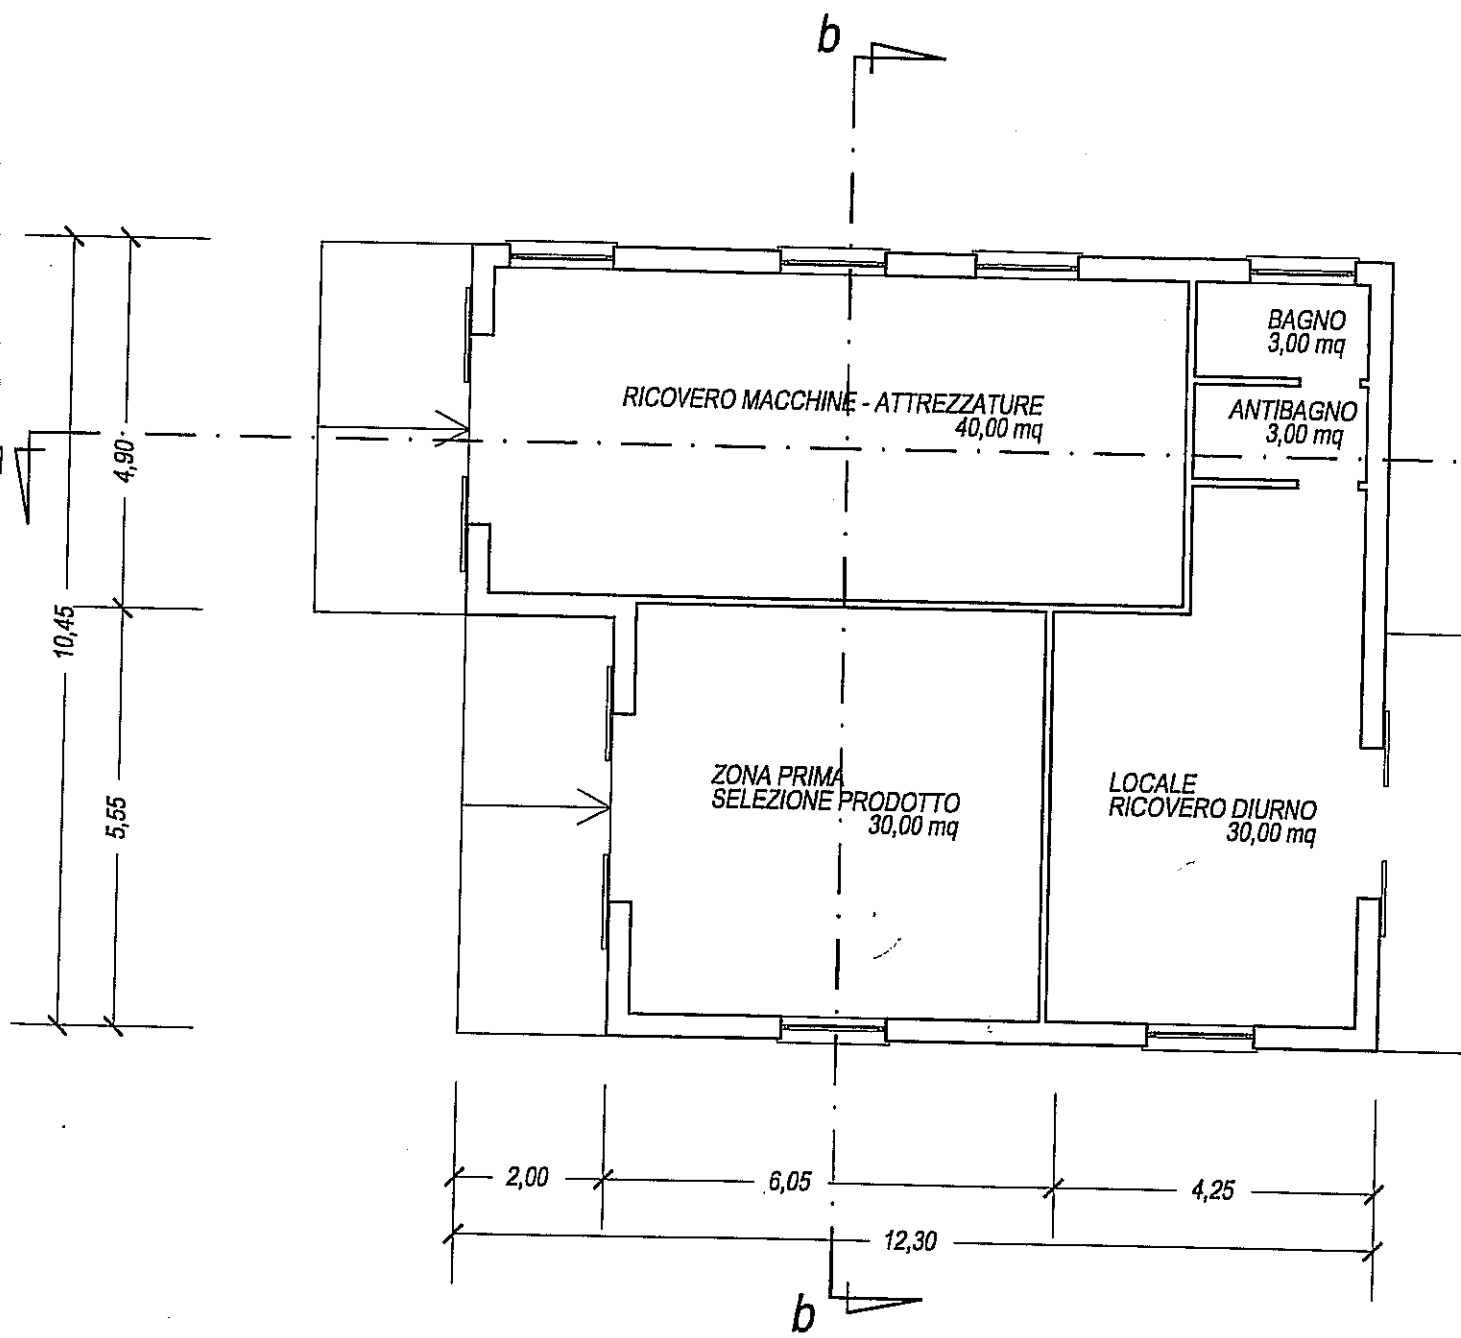 b
BAGNO
3,00 mq
RICOVERO MACCHINE - ATTREZZATURE
40,00 mq
ANTIBAGNO
3,00 mq
4,90
10,45
5,55
ZONA PRIMA
SELEZIONE PRODOTTO
30,00 mq
LOCALE
RICOVERO DIURNO
30,00 mq
2,00
6,05
4,25
12,30
b